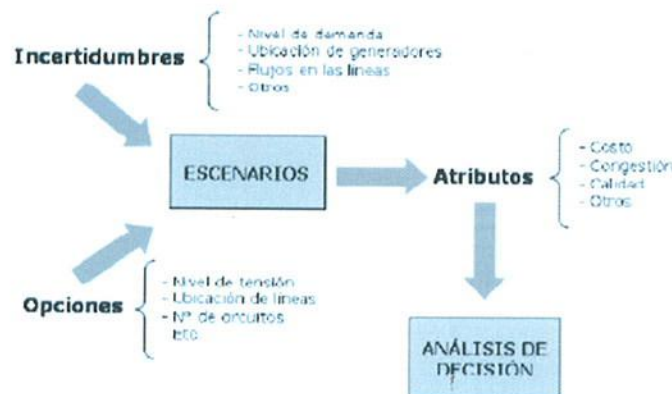 Incertidumbres
- Nivel de demanda
- Ubicación de generadores
- Flujos en las líneas
- Otros
ESCENARIOS
Atributos
- Costo
- Congestión
- Calidad
- Otros
Opciones
- Nivel de tensión
- Ubicación de líneas
- Nº de circuitos
- Etc
ANÁLISIS DE
DECISIÓN